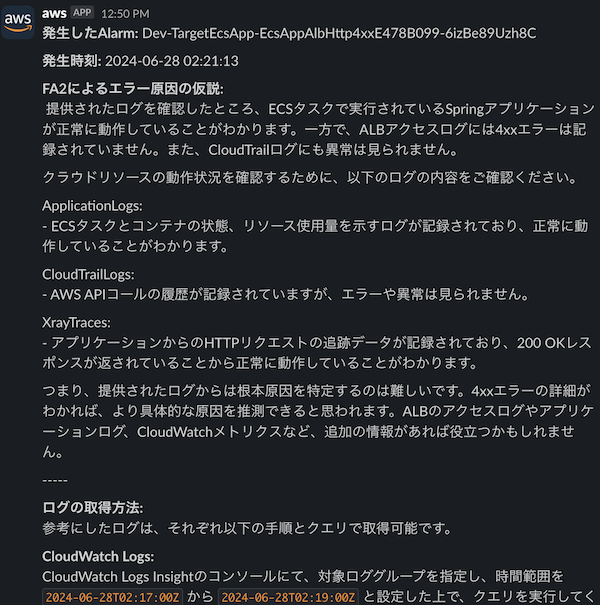 aws
aws APP 12:50 PM
発生したAlarm: Dev-TargetEcsApp-EcsAppAlbHttp4xxE478B099-6izBe89Uzh8C
発生時刻: 2024-06-28 02:21:13
FA2によるエラー原因の仮説:
提供されたログを確認したところ、ECSタスクで実行されているSpringアプリケーション
が正常に動作していることがわかります。一方で、ALBアクセスログには4xxエラーは記
録されていません。また、CloudTrailログにも異常は見られません。
クラウドリソースの動作状況を確認するために、以下のログの内容をご確認ください。
ApplicationLogs:
- ECSタスクとコンテナの状態、リソース使用量を示すログが記録されており、正常に動
作していることがわかります。
CloudTrailLogs:
- AWS APIコールの履歴が記録されていますが、エラーや異常は見られません。
XrayTraces:
- アプリケーションからのHTTPリクエストの追跡データが記録されており、200 OKレス
ポンスが返されていることから正常に動作していることがわかります。
つまり、提供されたログからは根本原因を特定するのは難しいです。4xxエラーの詳細が
わかれば、より具体的な原因を推測できると思われます。ALBのアクセスログやアプリケ
ーションログ、CloudWatchメトリクスなど、追加の情報があれば役立つかもしれませ
ん。
-----
ログの取得方法:
参考にしたログは、それぞれ以下の手順とクエリで取得可能です。
CloudWatch Logs:
CloudWatch Logs Insightのコンソールにて、対象ロググループを指定し、時間範囲を
2024-06-28T02:17:00Z から 2024-06-28T02:19:00Z と設定した上で、クエリを実行してく